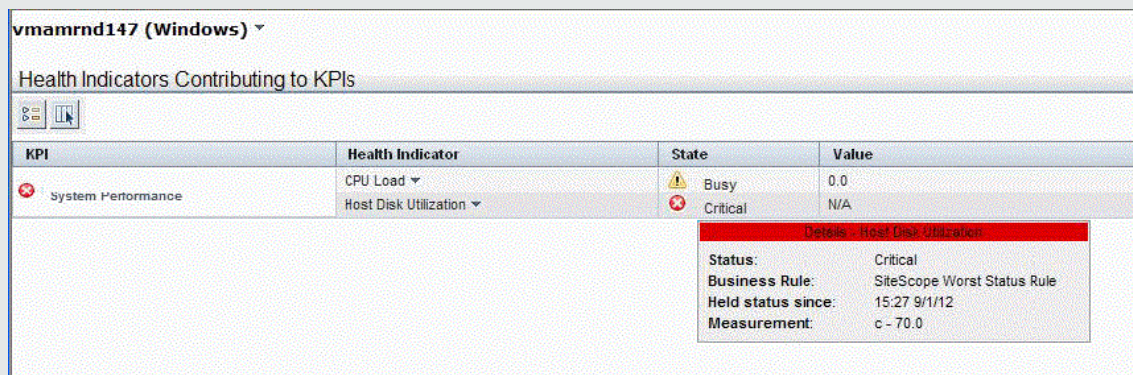 vmamrnd147 (Windows)
Health Indicators Contributing to KPIs
KPI Health Indicator State Value
System Performance CPU Load Busy 0.0
Host Disk Utilization Critical N/A
Details - Host Disk Utilization
Status: Critical
Business Rule: SiteScope Worst Status Rule
Held status since: 15:27 9/1/12
Measurement: c - 70.0